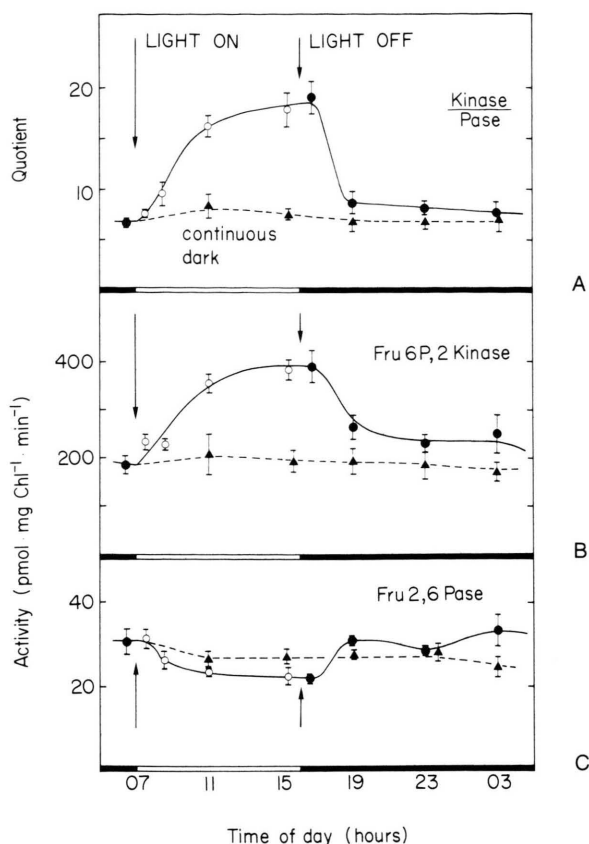 LIGHT ON
LIGHT OFF
20
10
Quotient
Kinase
Pase
continuous
dark
A
400
200
Fru 6P, 2 Kinase
B
Activity (pmol · mg Chl⁻¹ · min⁻¹)
40
20
Fru 2,6 Pase
C
07 11 15 19 23 03
Time of day (hours)